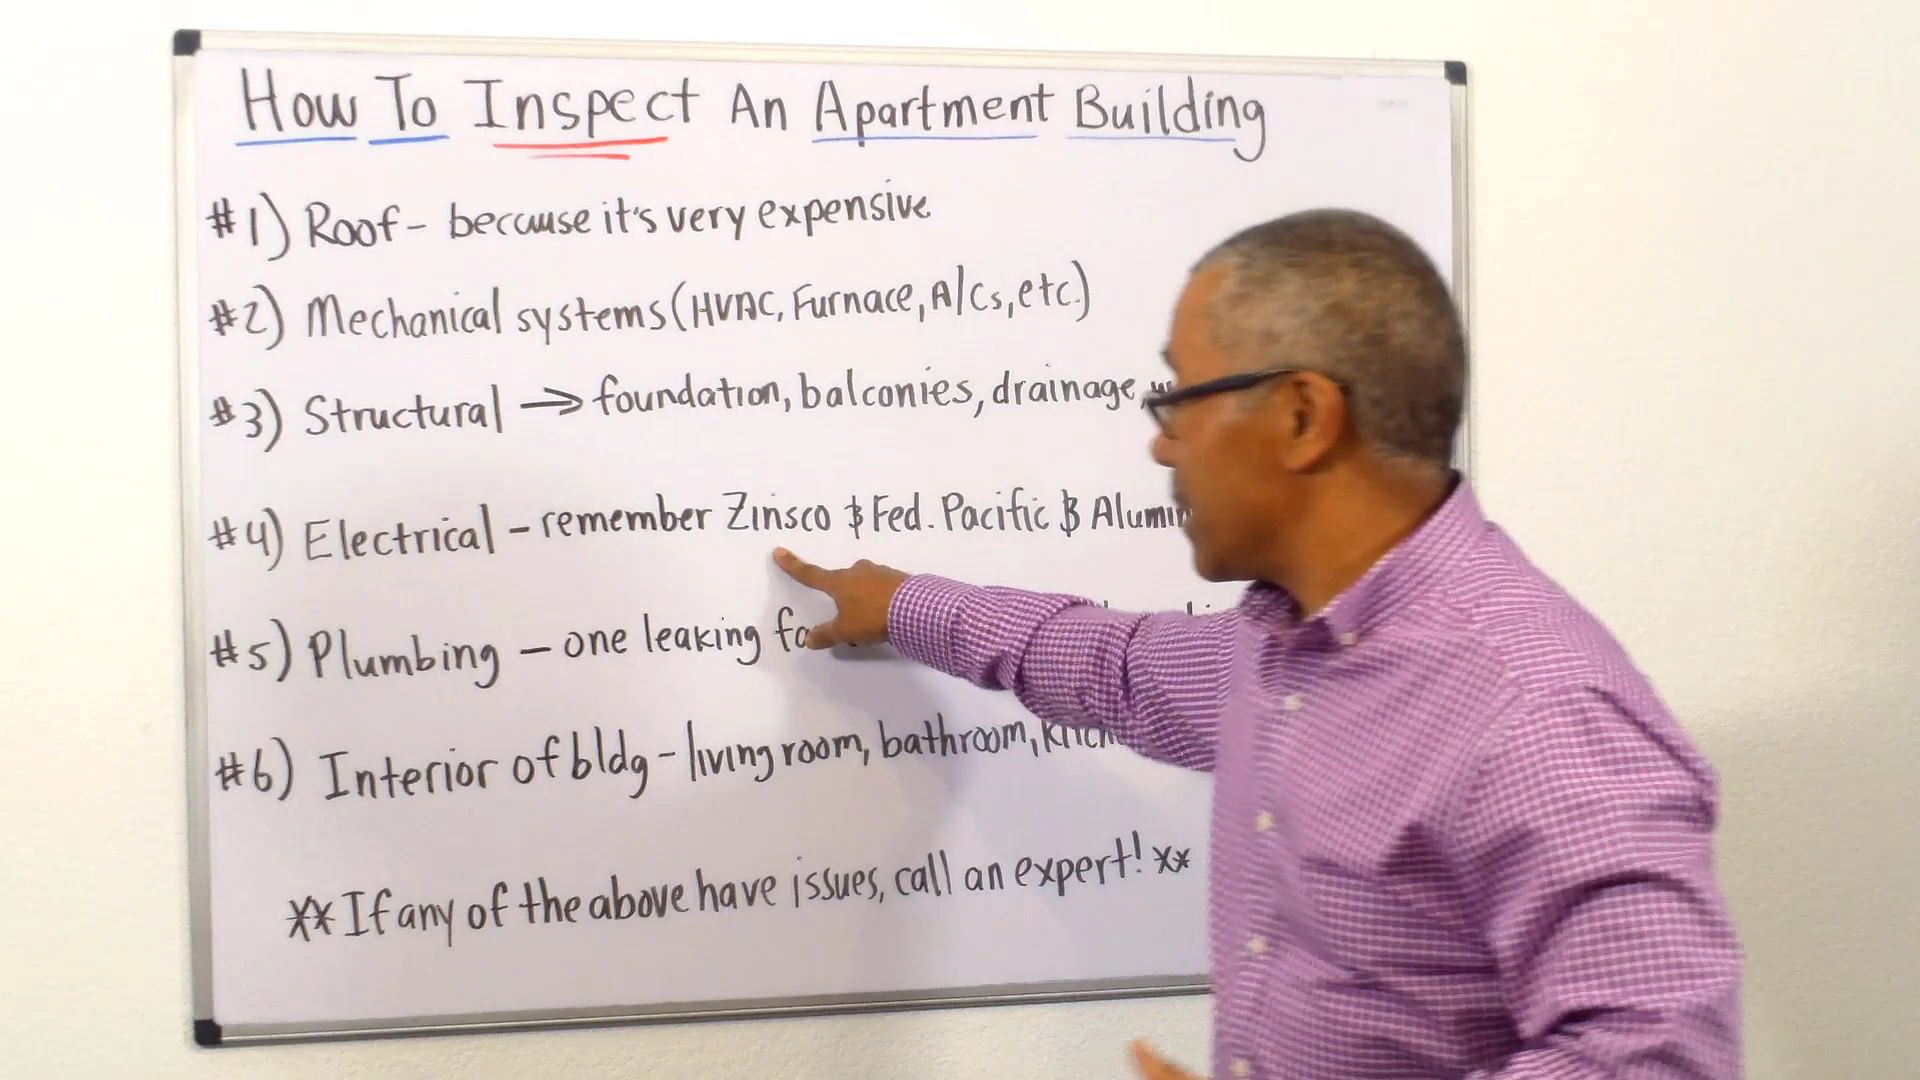 How To Inspect An Apartment Building
#1) Roof - because it's very expensive
#2) Mechanical systems (HVAC, Furnace, A/Cs, etc.)
#3) Structural → foundation, balconies, drainage,
#4) Electrical - remember Zinsco & Fed. Pacific &
#5) Plumbing - one leaking
#6) Interior of bldg - living room, bathroom,
** If any of the above have issues, call an expert! **